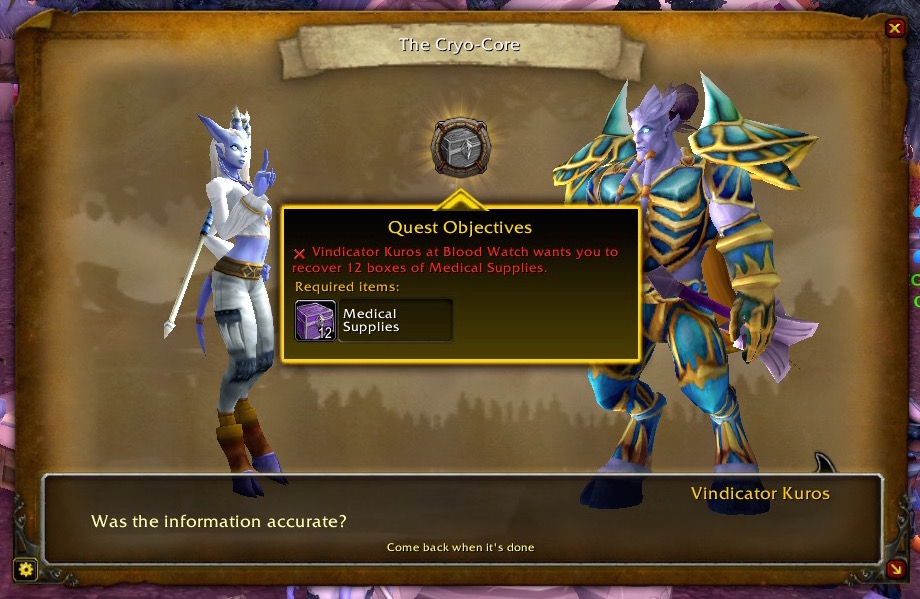 The Cryo-Core
Quest Objectives
Vindicator Kuros at Blood Watch wants you to
recover 12 boxes of Medical Supplies.
Required items:
12
Medical
Supplies
Vindicator Kuros
Was the information accurate?
Come back when it's done